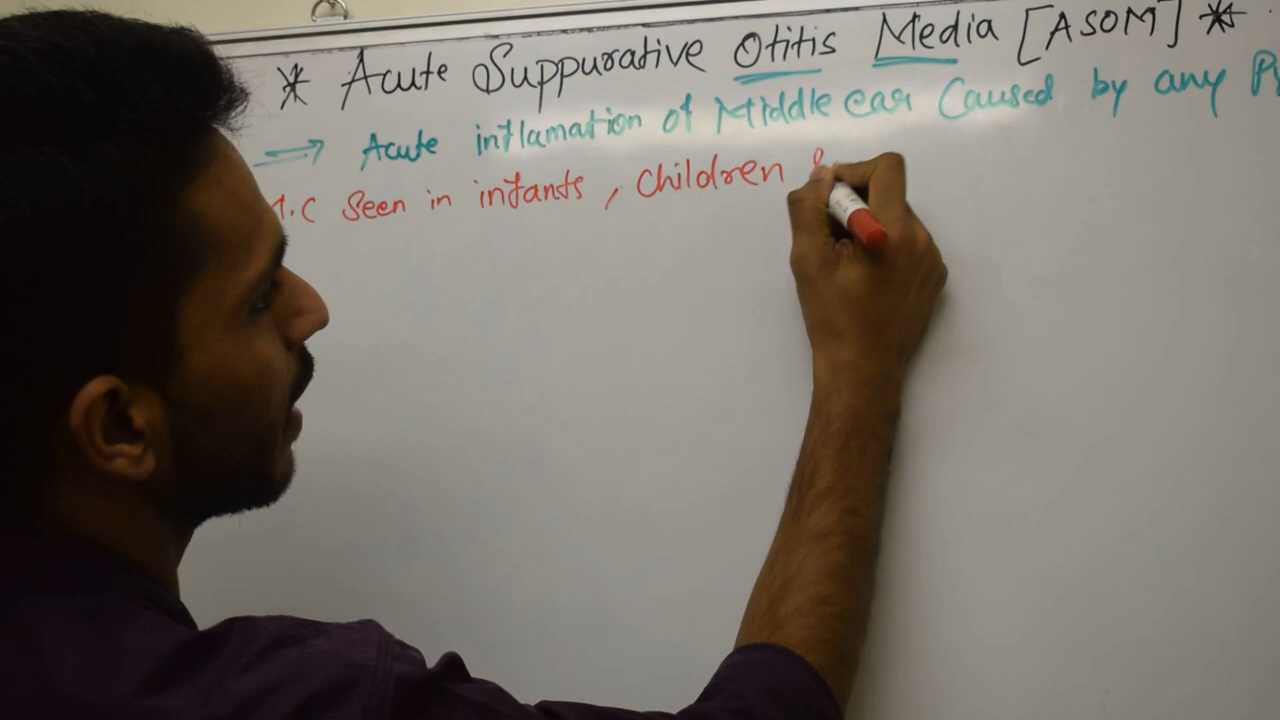 * Acute Suppurative Otitis Media [ASOM] *
→ Acute inflamation of Middle ear Caused by any
M.C Seen in infants, Children &